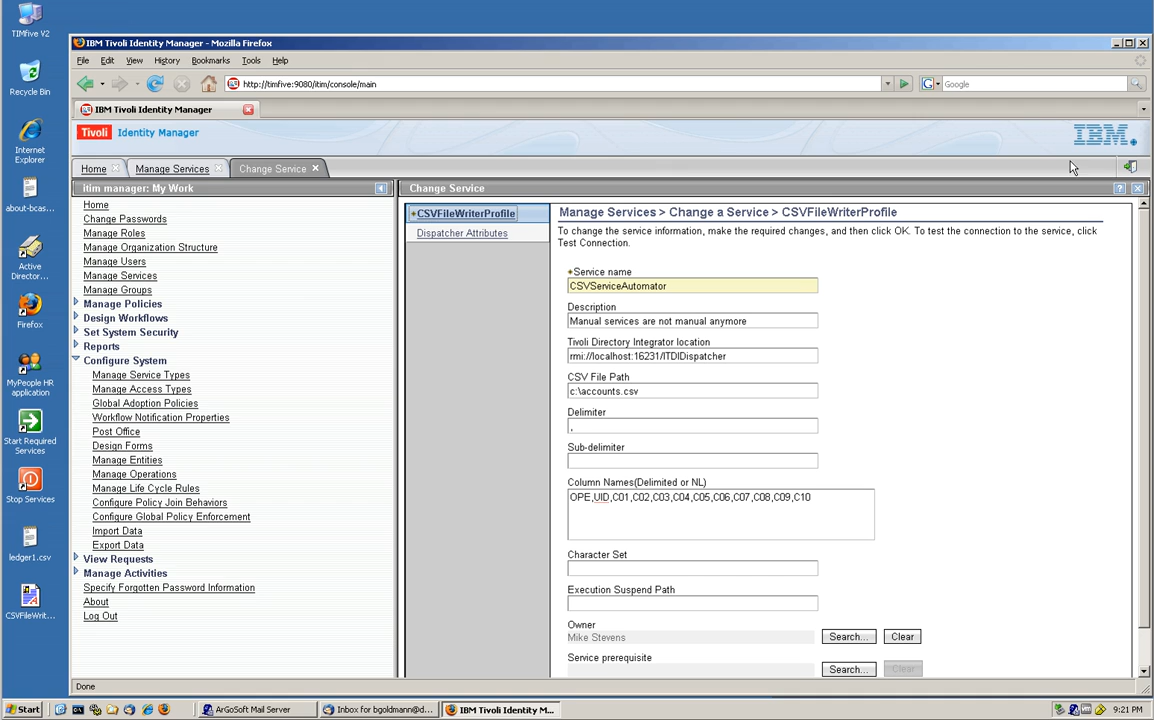 TIMfive V2
Recycle Bin
Internet
Explorer
about-bcas...
Active
Director...
Firefox
MyPeople HR
application
Start Required
Services
Stop Services
ledger1.csv
CSVFileWrit...
IBM Tivoli Identity Manager - Mozilla Firefox
File Edit View History Bookmarks Tools Help
http://timfive:9080/itim/console/main
G Google
IBM Tivoli Identity Manager
Tivoli Identity Manager
IBM.
Home Manage Services Change Service
itim manager: My Work
Home
Change Passwords
Manage Roles
Manage Organization Structure
Manage Users
Manage Services
Manage Groups
Manage Policies
Design Workflows
Set System Security
Reports
Configure System
Manage Service Types
Manage Access Types
Global Adoption Policies
Workflow Notification Properties
Post Office
Design Forms
Manage Entities
Manage Operations
Manage Life Cycle Rules
Configure Policy Join Behaviors
Configure Global Policy Enforcement
Import Data
Export Data
View Requests
Manage Activities
Specify Forgotten Password Information
About
Log Out
Change Service
?
CSVFileWriterProfile
Dispatcher Attributes
Manage Services > Change a Service > CSVFileWriterProfile
To change the service information, make the required changes, and then click OK. To test the connection to the service, click
Test Connection.
Service name
CSVServiceAutomator
Description
Manual services are not manual anymore
Tivoli Directory Integrator location
rmi://localhost:16231/ITDIDispatcher
CSV File Path
c:\accounts.csv
Delimiter
,
Sub-delimiter
Column Names(Delimited or NL)
OPE,UID,C01,C02,C03,C04,C05,C06,C07,C08,C09,C10
Character Set
Execution Suspend Path
Owner
Mike Stevens
Search...
Clear
Service prerequisite
Search...
Clear
Done
Start
ArGoSoft Mail Server
Inbox for bgoldmann@d...
IBM Tivoli Identity M...
9:21 PM